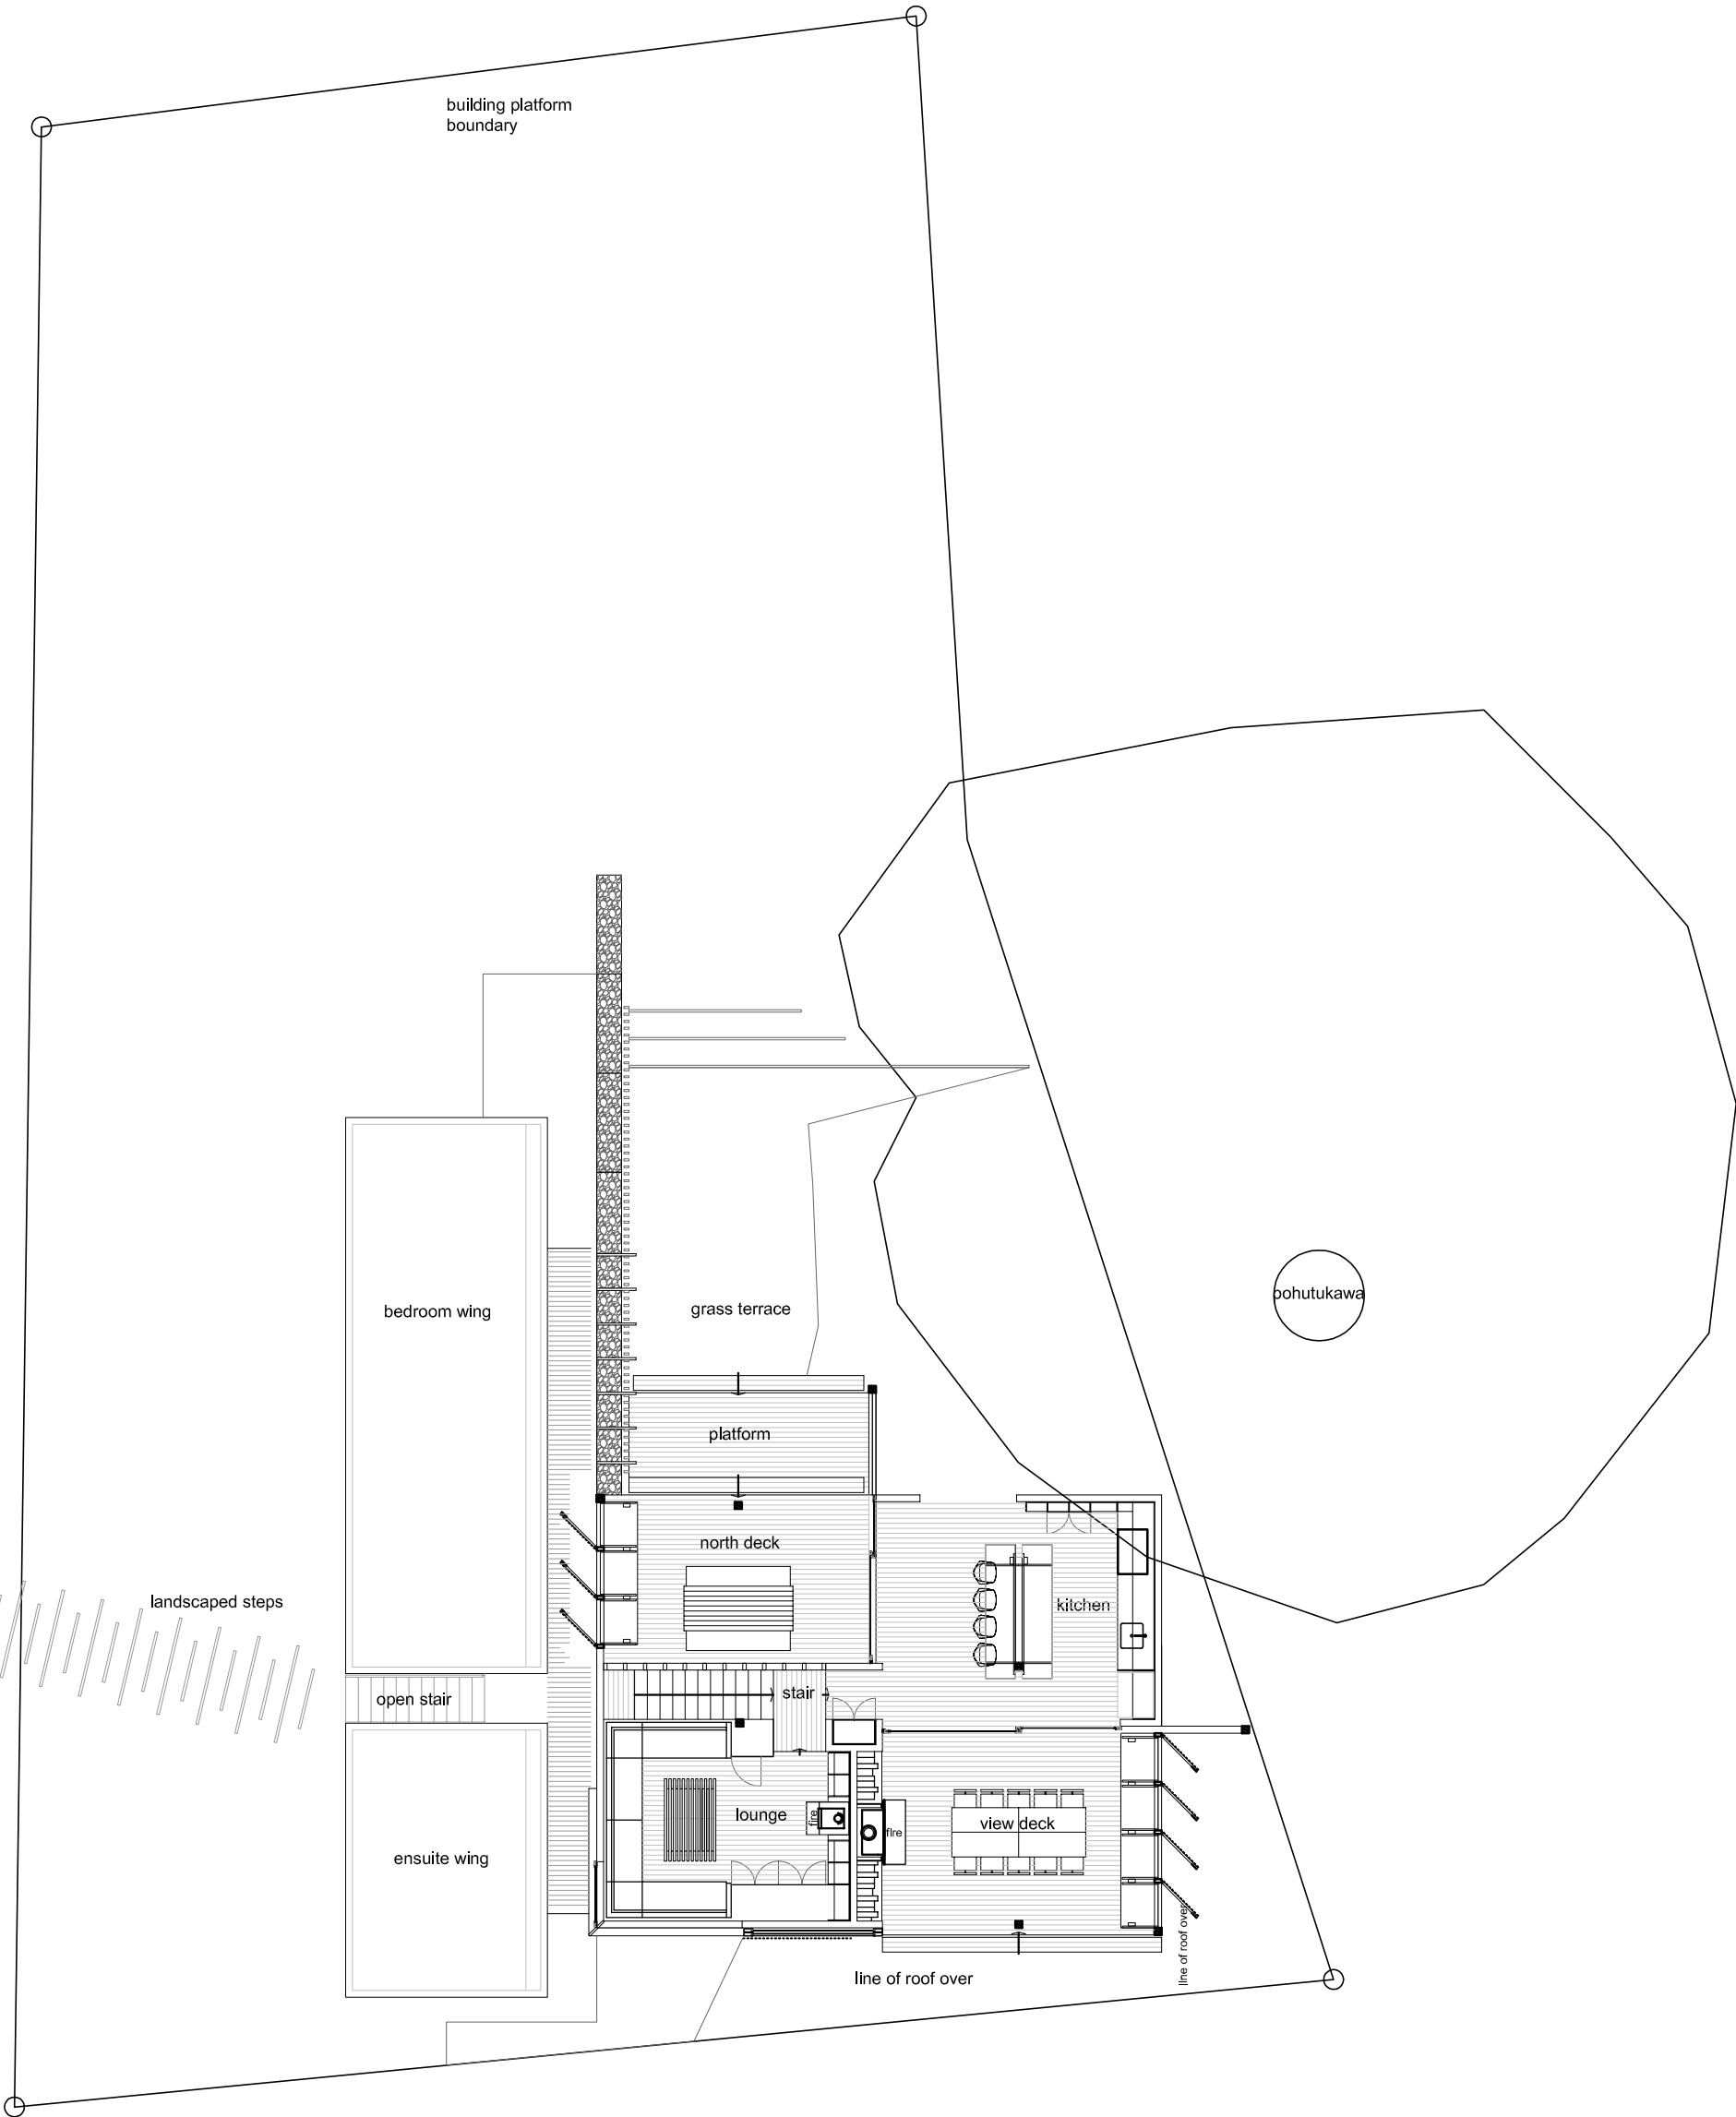 building platform
boundary
bedroom wing
grass terrace
pohutukawa
platform
north deck
landscaped steps
kitchen
open stair
stair
lounge
fire
fire
view deck
ensuite wing
line of roof over
line of roof over